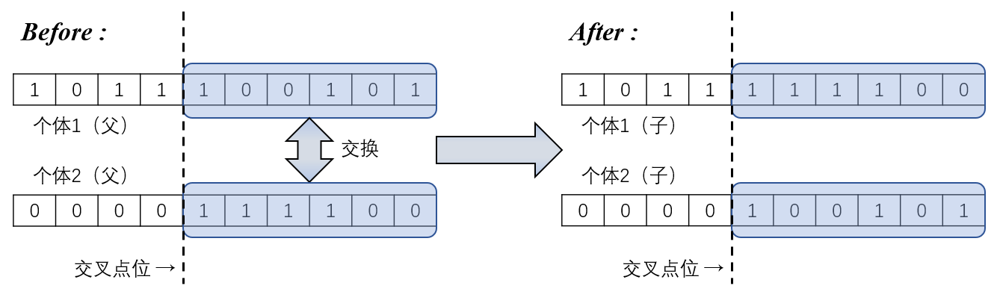 Before :
1 0 1 1 1 0 0 1 0 1
个体1（父）
交换
个体2（父）
0 0 0 0 1 1 1 1 0 0
交叉点位→
After :
1 0 1 1 1 1 1 1 0 0
个体1（子）
个体2（子）
0 0 0 0 1 0 0 1 0 1
交叉点位→